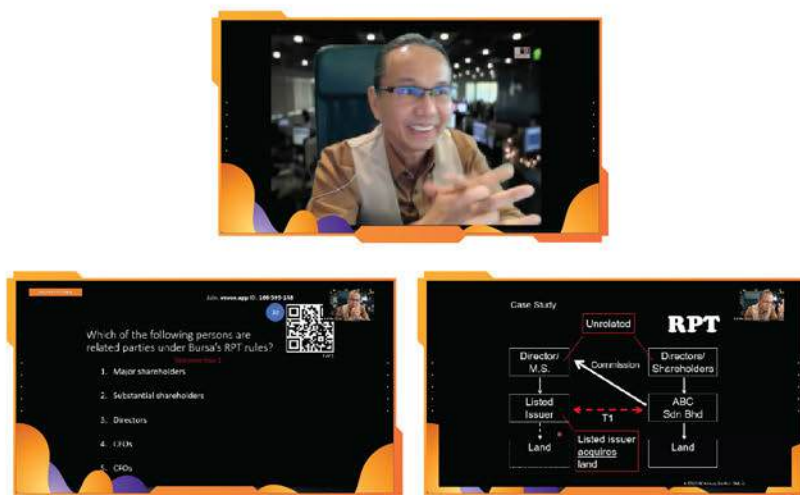 Which of the following persons are
related parties under Bursa's RPT rules?
1. Major shareholders
2. Substantial shareholders
3. Directors
4. CEOs
5. CFOs
Case Study
RPT
Unrelated
Director/
M.S.
Commission
Directors/
Shareholders
Listed
Issuer
T1
ABC
Sdn Bhd
Land
Listed issuer
acquires
land
Land